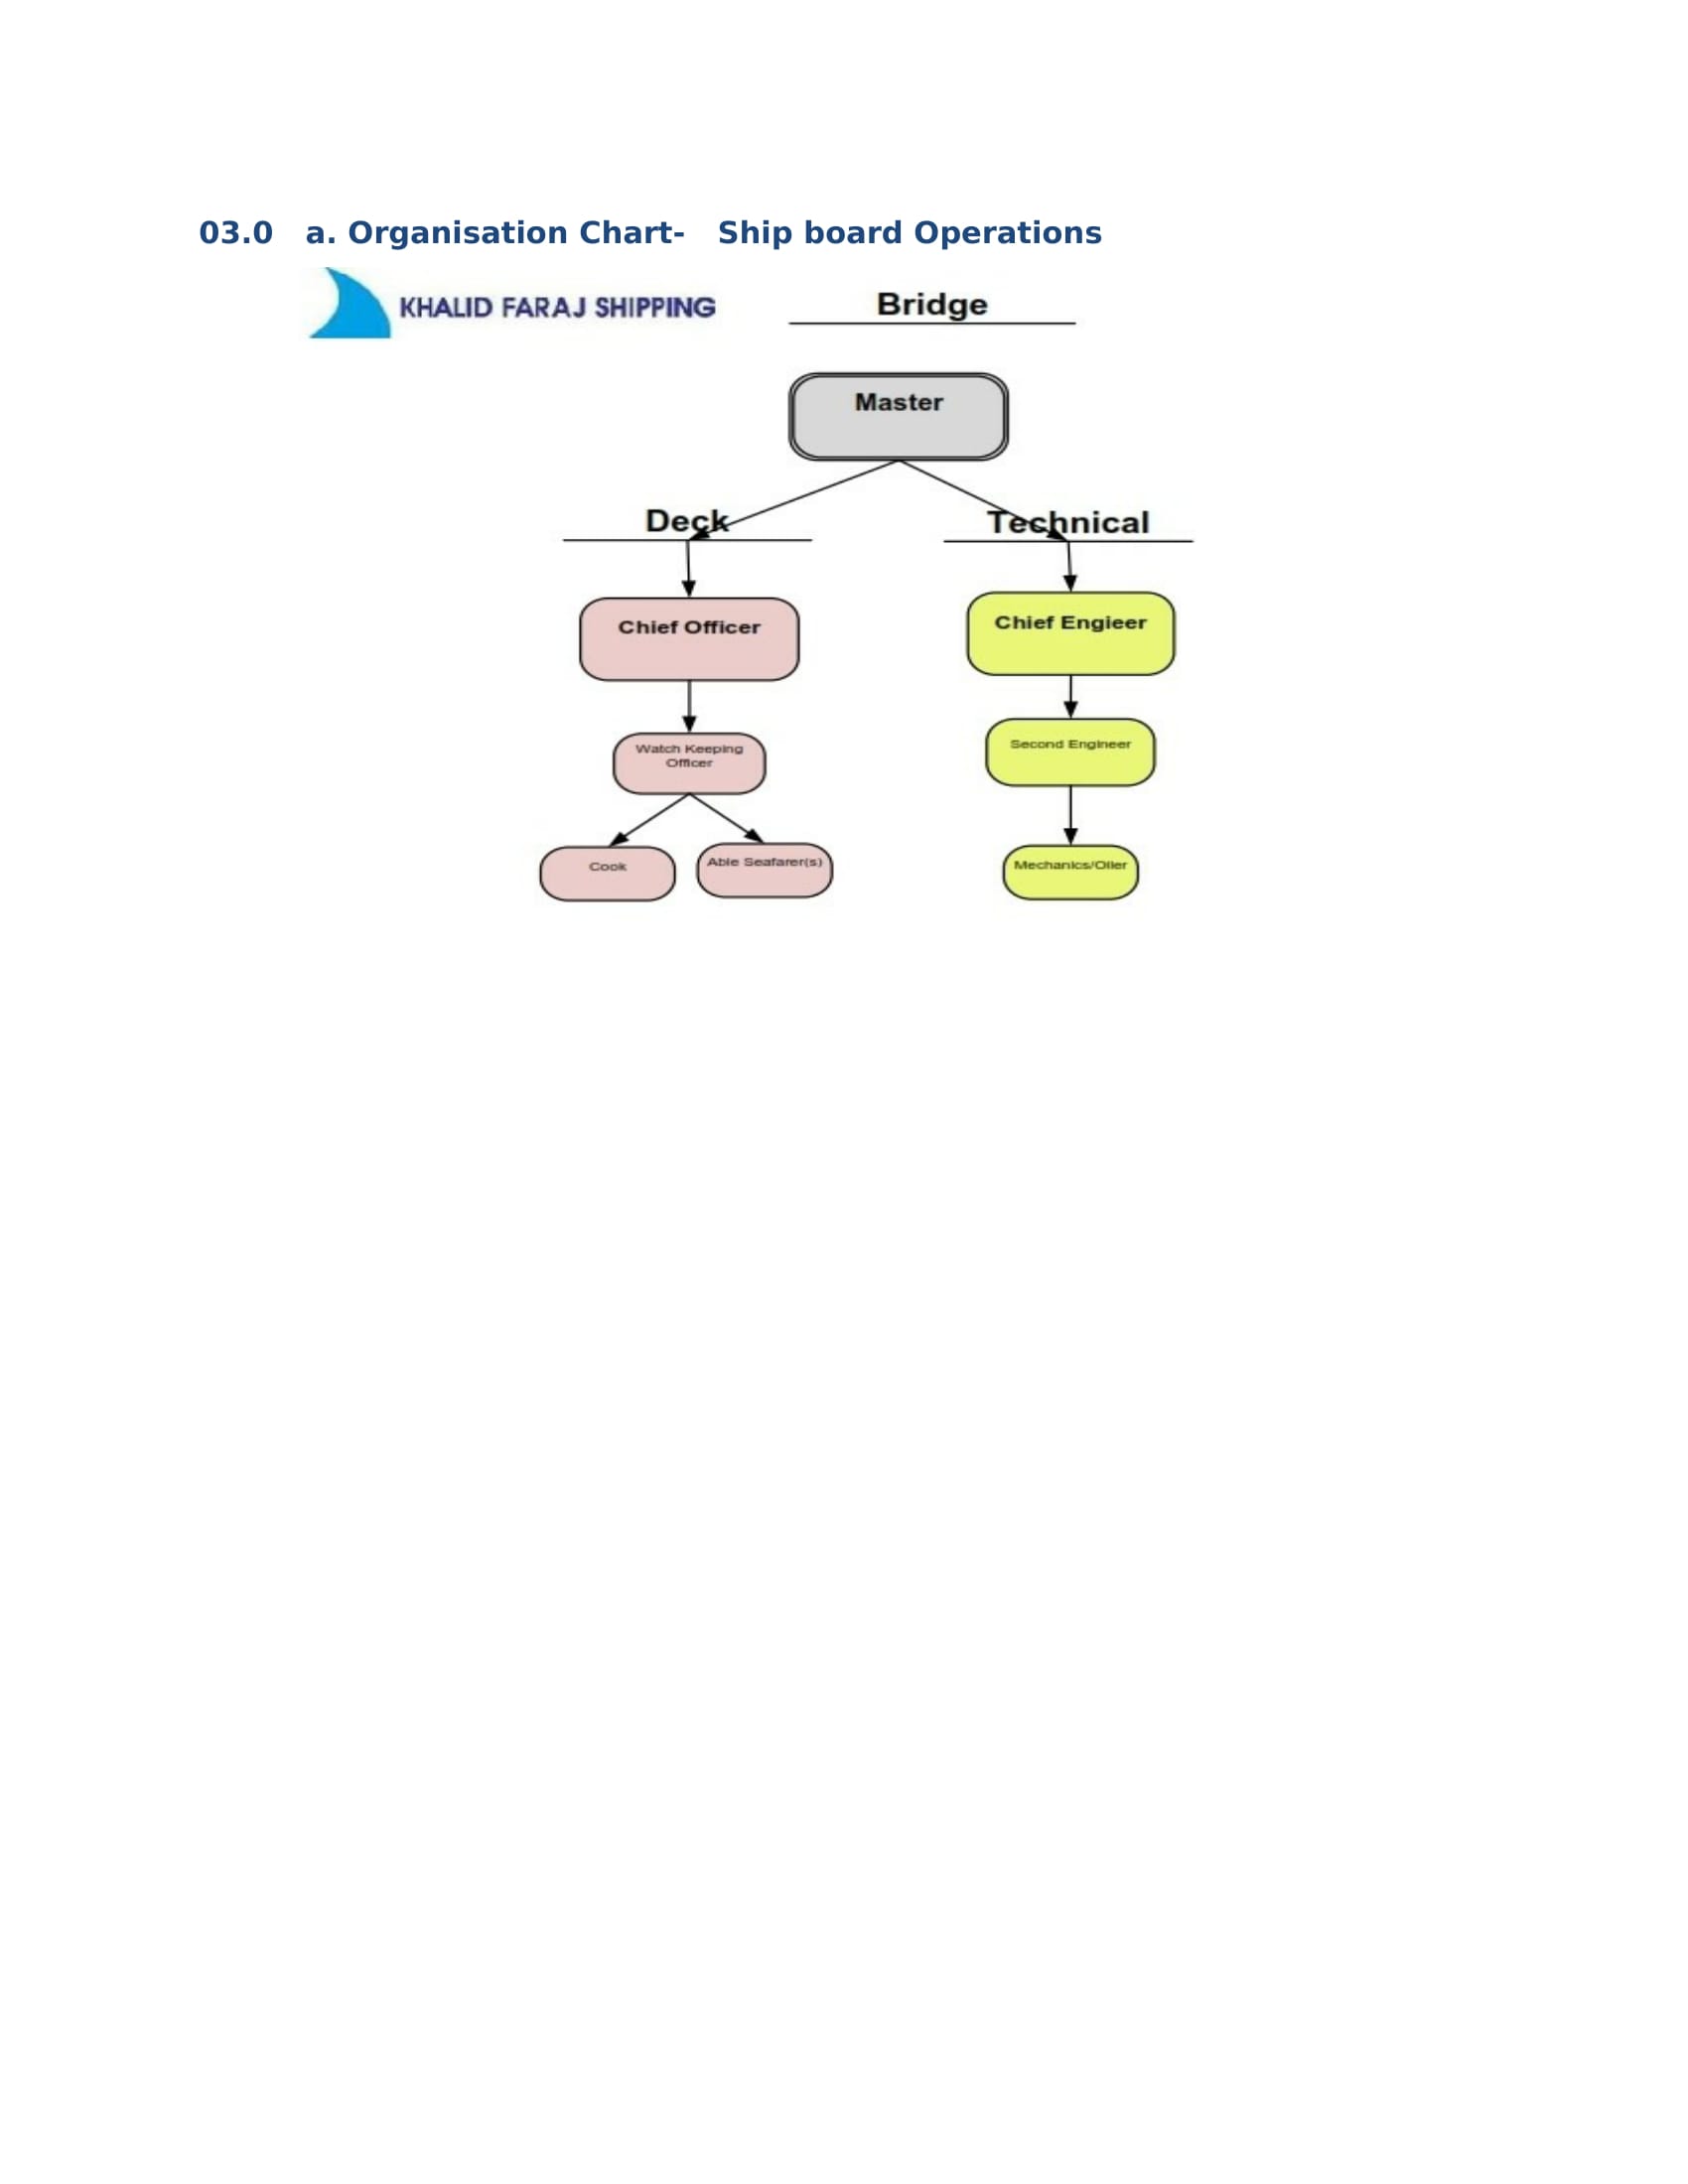 03.0 a. Organisation Chart- Ship board Operations
KHALID FARAJ SHIPPING
Bridge
Master
Deck
Technical
Chief Officer
Chief Engieer
Watch Keeping
Officer
Second Engineer
Cook
Able Seafarer(s)
Mechanics/Oiler